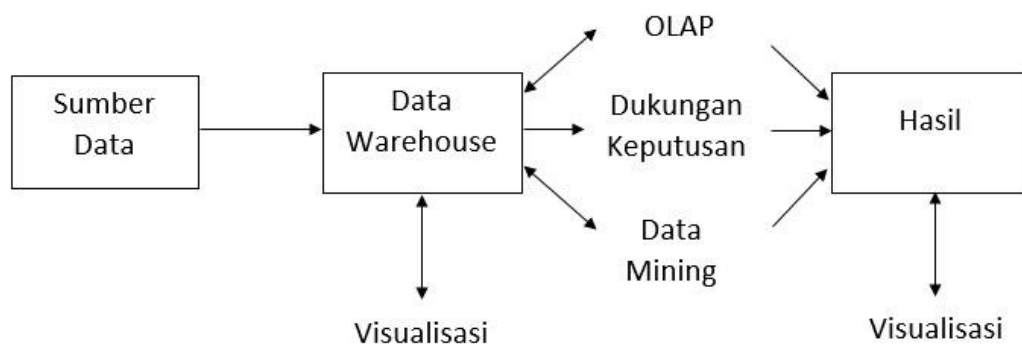 Sumber
Data
Data
Warehouse
OLAP
Dukungan
Keputusan
Data
Mining
Hasil
Visualisasi
Visualisasi